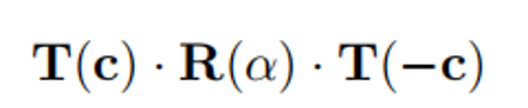 T(c) · R(α) · T(−c)